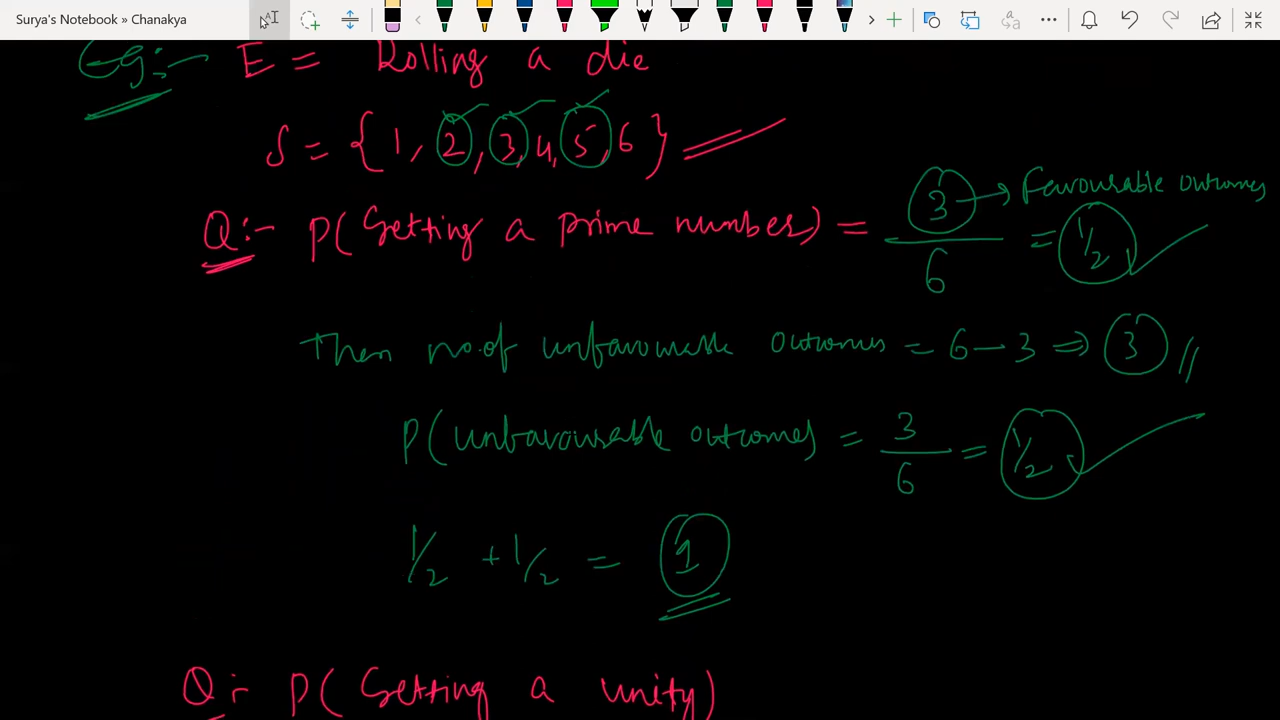 Surya's Notebook » Chanakya
Eg:- E = Rolling a die
S = { 1, 2, 3, 4, 5, 6 }
Q:- P( Getting a prime number) = 3/6 = 1/2
3 → Favourable outcomes
Then no.of unfavourable outcomes = 6 - 3 ⇒ 3 //
P( unfavourable outcomes) = 3/6 = 1/2
1/2 + 1/2 = 1
Q:- P( Getting a unity)